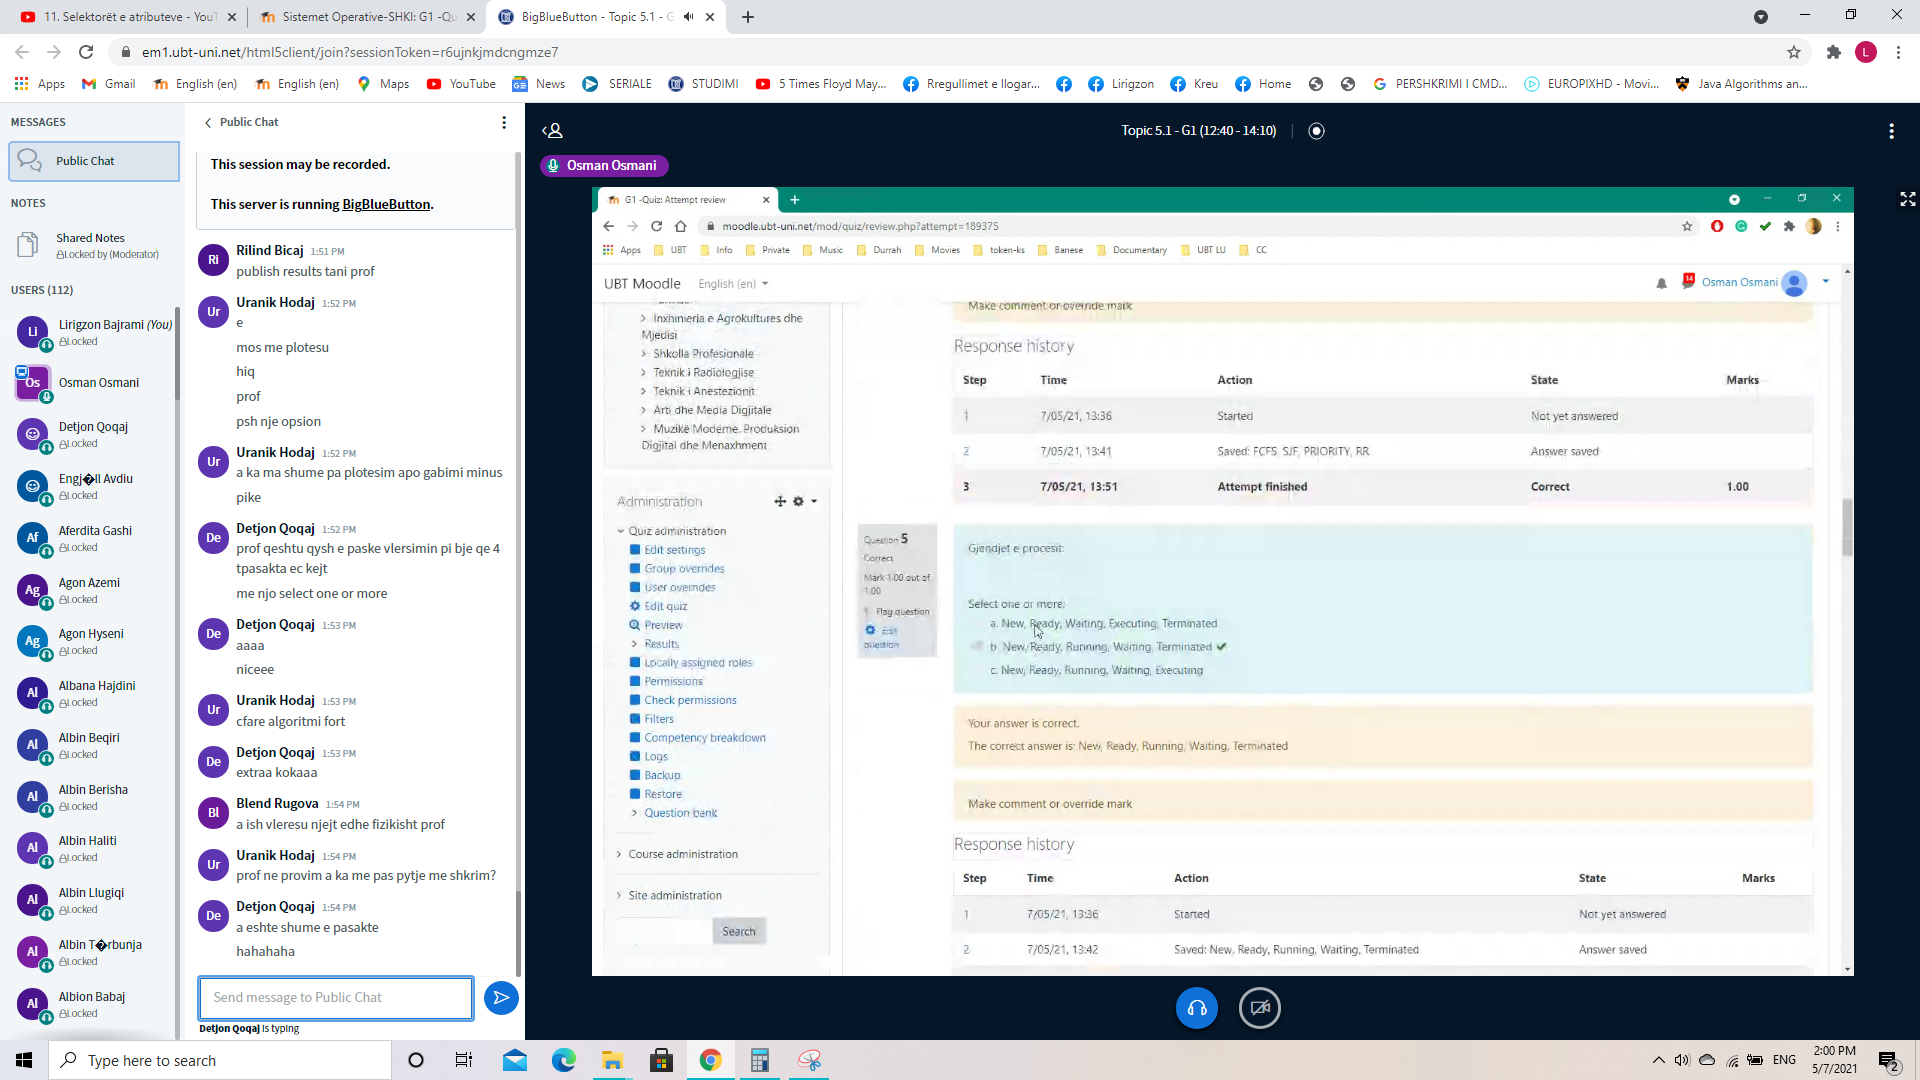 11. Selektorët e atributeve - YouT
Sistemet Operative-SHKI: G1 -Qu
BigBlueButton - Topic 5.1 - G
em1.ubt-uni.net/html5client/join?sessionToken=r6ujnkjmdcngmze7
L
Apps
Gmail
English (en)
English (en)
Maps
YouTube
News
SERIALE
STUDIMI
5 Times Floyd May...
Rregullimet e llogar...
Lirigzon
Kreu
Home
PERSHKRIMI I CMD...
EUROPIXHD - Movi...
Java Algorithms an...
MESSAGES
Public Chat
NOTES
Shared Notes
Locked by (Moderator)
USERS (112)
Li
Lirigzon Bajrami (You)
Locked
Os
Osman Osmani
Detjon Qoqaj
Locked
Engj�ll Avdiu
Locked
Af
Aferdita Gashi
Locked
Ag
Agon Azemi
Locked
Ag
Agon Hyseni
Locked
Al
Albana Hajdini
Locked
Al
Albin Beqiri
Locked
Al
Albin Berisha
Locked
Al
Albin Haliti
Locked
Al
Albin Llugiqi
Locked
Al
Albin T�rbunja
Locked
Al
Albion Babaj
Locked
Public Chat
This session may be recorded.
This server is running BigBlueButton.
Ri
Rilind Bicaj 1:51 PM
publish results tani prof
Ur
Uranik Hodaj 1:52 PM
e
mos me plotesu
hiq
prof
psh nje opsion
Ur
Uranik Hodaj 1:52 PM
a ka ma shume pa plotesim apo gabimi minus
pike
De
Detjon Qoqaj 1:52 PM
prof qeshtu qysh e paske vlersimin pi bje qe 4
tpasakta ec kejt
me njo select one or more
De
Detjon Qoqaj 1:53 PM
aaaa
niceee
Ur
Uranik Hodaj 1:53 PM
cfare algoritmi fort
De
Detjon Qoqaj 1:53 PM
extraa kokaaa
Bl
Blend Rugova 1:54 PM
a ish vleresu njejt edhe fizikisht prof
Ur
Uranik Hodaj 1:54 PM
prof ne provim a ka me pas pytje me shkrim?
De
Detjon Qoqaj 1:54 PM
a eshte shume e pasakte
hahahaha
Send message to Public Chat
Detjon Qoqaj is typing
Topic 5.1 - G1 (12:40 - 14:10)
Osman Osmani
G1 -Quiz: Attempt review
moodle.ubt-uni.net/mod/quiz/review.php?attempt=189375
Apps
UBT
Info
Private
Music
Durrah
Movies
token-ks
Banese
Documentary
UBT LU
CC
UBT Moodle
English (en)
14
Osman Osmani
Inxhinieria e Agrokultures dhe
Mjedisi
Shkolla Profesionale
Teknik i Radiologjise
Teknik i Anestezionit
Arti dhe Media Digjitale
Muzikë Moderne, Produksion
Digjital dhe Menaxhment
Administration
Quiz administration
Edit settings
Group overrides
User overrides
Edit quiz
Preview
Results
Locally assigned roles
Permissions
Check permissions
Filters
Competency breakdown
Logs
Backup
Restore
Question bank
Course administration
Site administration
Search
Make comment or override mark
Response history
Step Time Action State Marks
1 7/05/21, 13:36 Started Not yet answered
2 7/05/21, 13:41 Saved: FCFS, SJF, PRIORITY, RR Answer saved
3 7/05/21, 13:51 Attempt finished Correct 1.00
Question 5
Correct
Mark 1.00 out of
1.00
Flag question
Edit
question
Gjendjet e procesit:
Select one or more:
a. New, Ready, Waiting, Executing, Terminated
b. New, Ready, Running, Waiting, Terminated
c. New, Ready, Running, Waiting, Executing
Your answer is correct.
The correct answer is: New, Ready, Running, Waiting, Terminated
Make comment or override mark
Response history
Step Time Action State Marks
1 7/05/21, 13:36 Started Not yet answered
2 7/05/21, 13:42 Saved: New, Ready, Running, Waiting, Terminated Answer saved
Type here to search
ENG
2:00 PM
5/7/2021
2